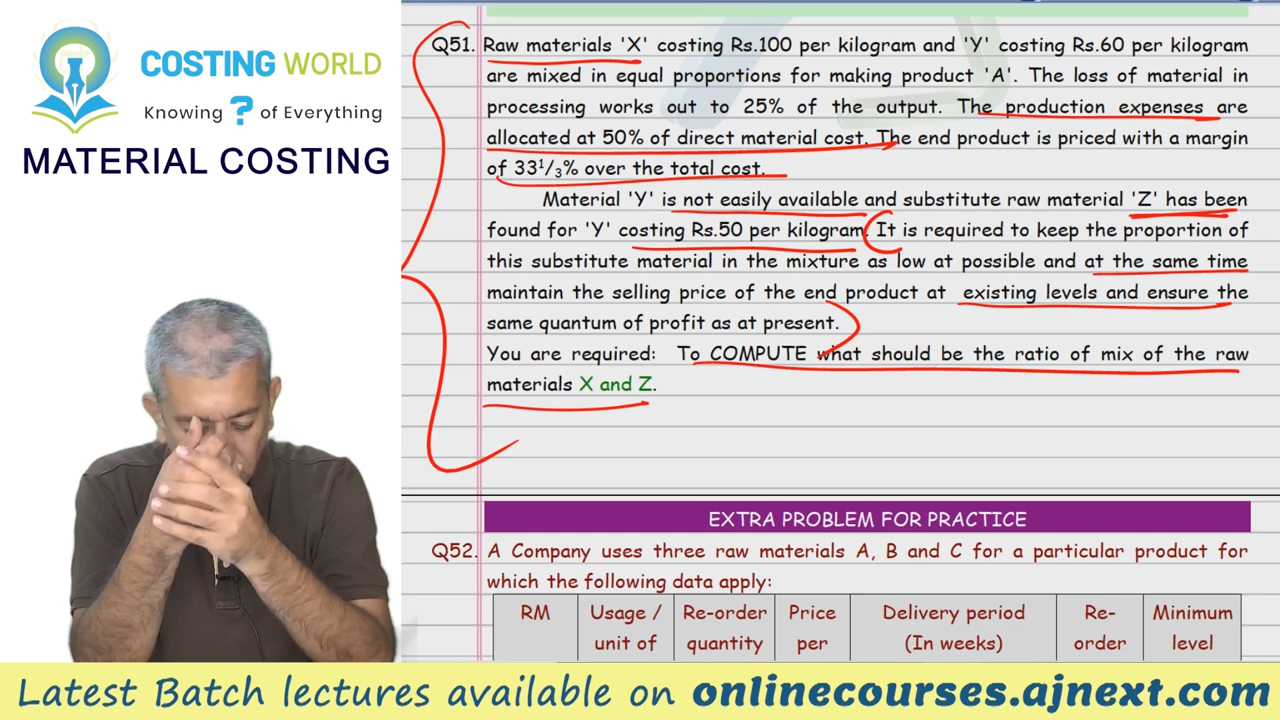 COSTING WORLD
Knowing ? of Everything
MATERIAL COSTING
Q51. Raw materials 'X' costing Rs.100 per kilogram and 'Y' costing Rs.60 per kilogram
are mixed in equal proportions for making product 'A'. The loss of material in
processing works out to 25% of the output. The production expenses are
allocated at 50% of direct material cost. The end product is priced with a margin
of 33¹/₃% over the total cost.
Material 'Y' is not easily available and substitute raw material 'Z' has been
found for 'Y' costing Rs.50 per kilogram. It is required to keep the proportion of
this substitute material in the mixture as low at possible and at the same time
maintain the selling price of the end product at existing levels and ensure the
same quantum of profit as at present.
You are required: To COMPUTE what should be the ratio of mix of the raw
materials X and Z.
EXTRA PROBLEM FOR PRACTICE
Q52. A Company uses three raw materials A, B and C for a particular product for
which the following data apply:
RM Usage / Re-order Price Delivery period Re- Minimum
unit of quantity per (In weeks) order level
Latest Batch lectures available on onlinecourses.ajnext.com